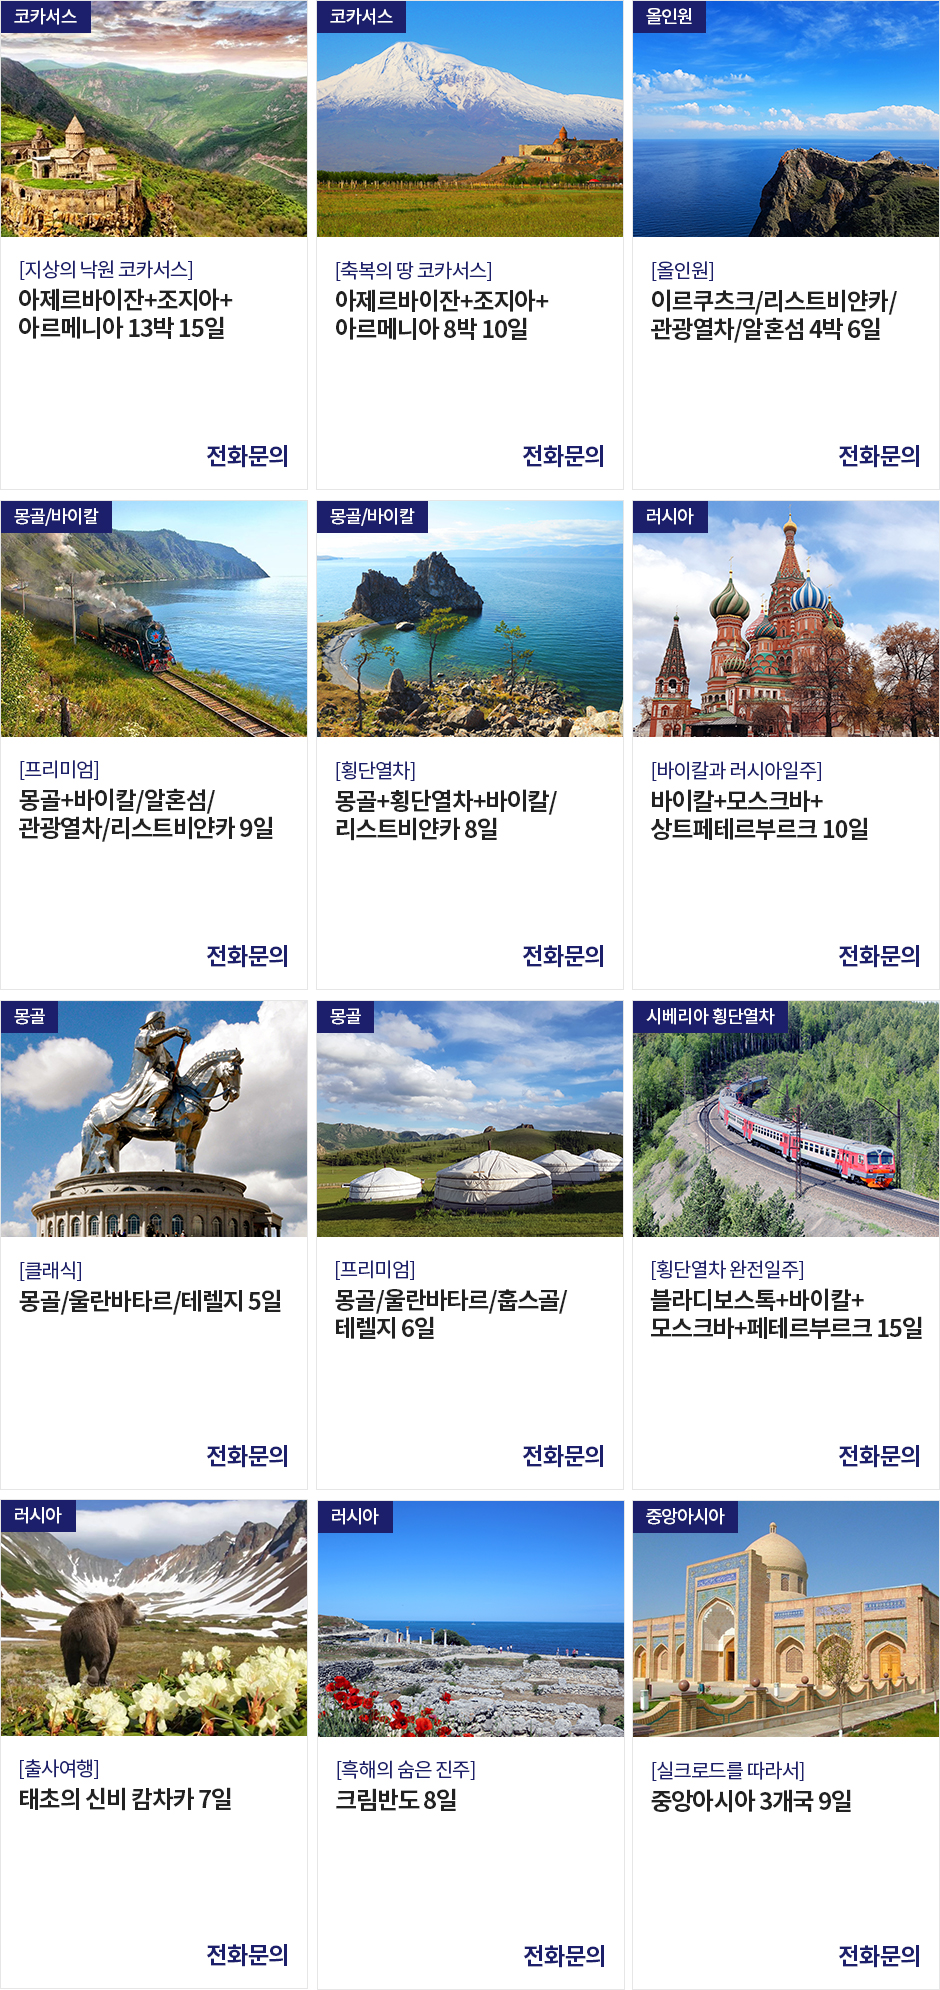 코카서스
[지상의 낙원 코카서스]
아제르바이잔+조지아+
아르메니아 13박 15일
전화문의
코카서스
[축복의 땅 코카서스]
아제르바이잔+조지아+
아르메니아 8박 10일
전화문의
올인원
[올인원]
이르쿠츠크/리스트비얀카/
관광열차/알혼섬 4박 6일
전화문의
몽골/바이칼
[프리미엄]
몽골+바이칼/알혼섬/
관광열차/리스트비얀카 9일
전화문의
몽골/바이칼
[횡단열차]
몽골+횡단열차+바이칼/
리스트비얀카 8일
전화문의
러시아
[바이칼과 러시아일주]
바이칼+모스크바+
상트페테르부르크 10일
전화문의
몽골
[클래식]
몽골/울란바타르/테렐지 5일
전화문의
몽골
[프리미엄]
몽골/울란바타르/홉스골/
테렐지 6일
전화문의
시베리아 횡단열차
[횡단열차 완전일주]
블라디보스톡+바이칼+
모스크바+페테르부르크 15일
전화문의
러시아
[출사여행]
태초의 신비 캄차카 7일
전화문의
러시아
[흑해의 숨은 진주]
크림반도 8일
전화문의
중앙아시아
[실크로드를 따라서]
중앙아시아 3개국 9일
전화문의